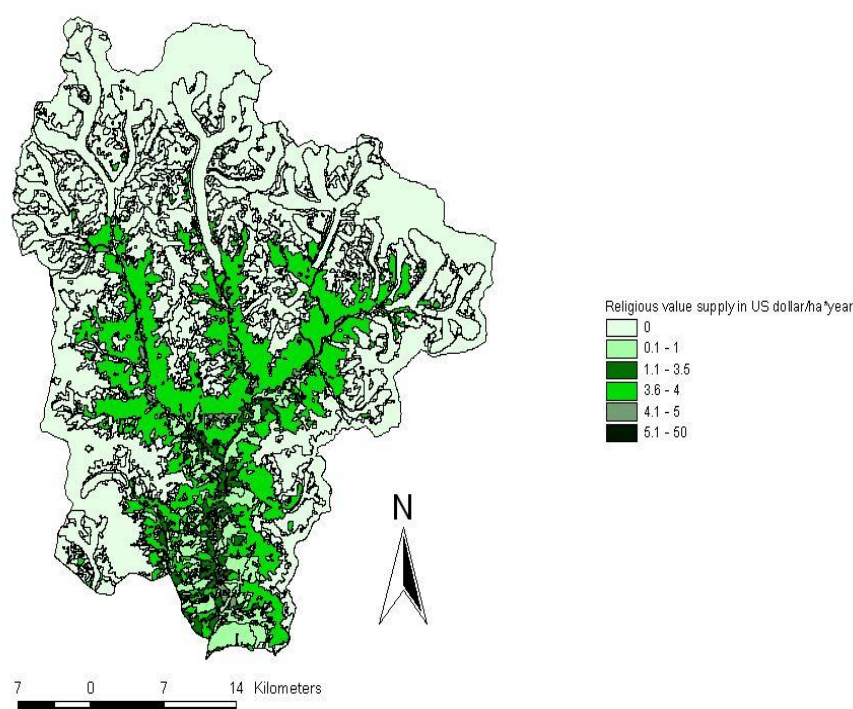 Religious value supply in US dollar/ha*year
0
0.1 - 1
1.1 - 3.5
3.6 - 4
4.1 - 5
5.1 - 50
N
7 0 7 14 Kilometers